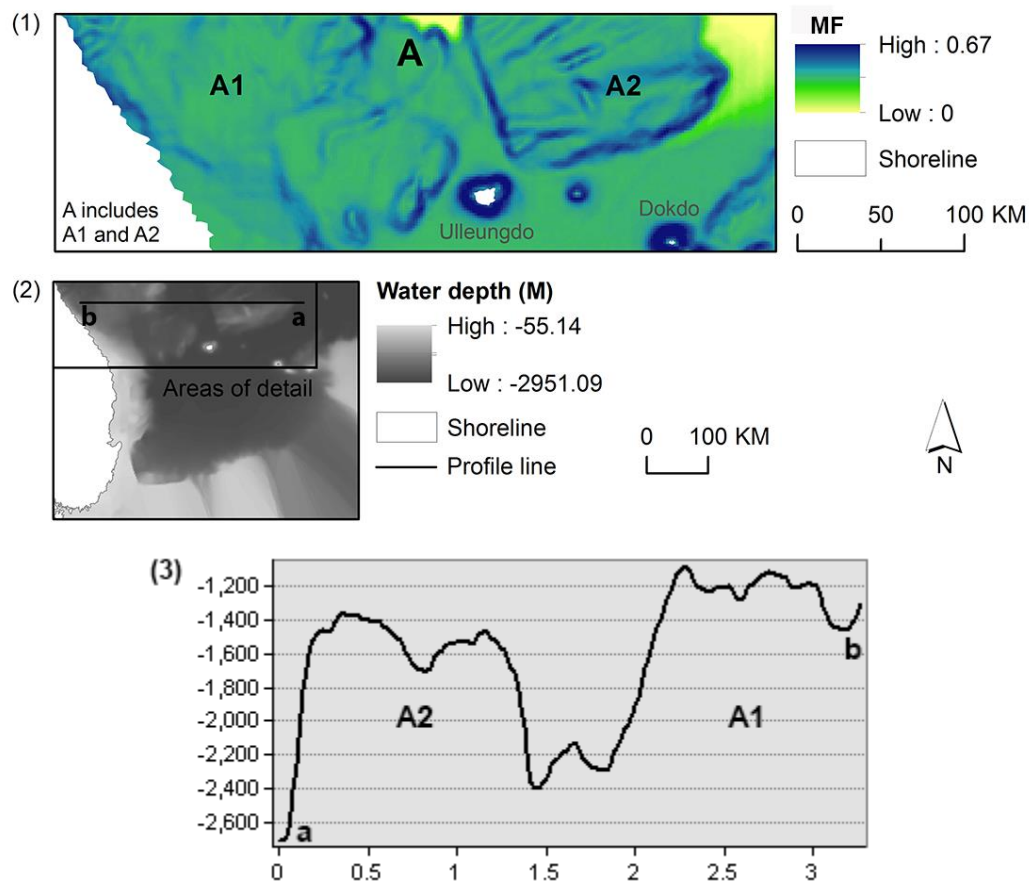 (1)
A1
A
A2
A includes
A1 and A2
Ulleungdo
Dokdo
MF
High : 0.67
Low : 0
Shoreline
0 50 100 KM
(2)
b a
Areas of detail
Water depth (M)
High : -55.14
Low : -2951.09
Shoreline
Profile line
0 100 KM
N
(3)
-1,200
-1,400
-1,600
-1,800
-2,000
-2,200
-2,400
-2,600
A2
A1
a
b
0 0.5 1 1.5 2 2.5 3